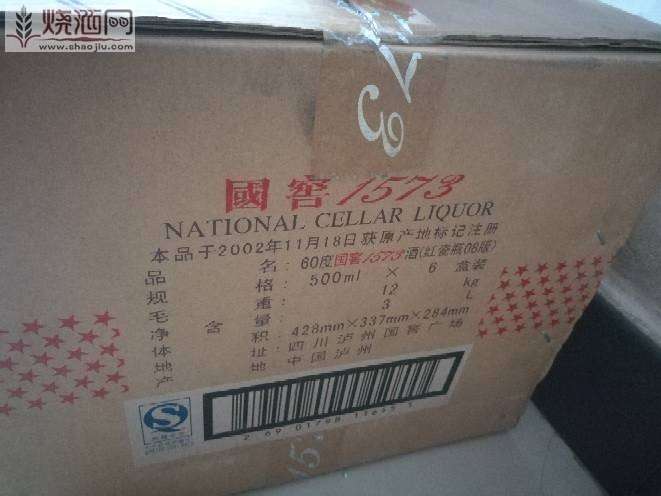 烧酒网
www.shaojiu.com
國窖1573
NATIONAL CELLAR LIQUOR
本品于2002年11月18日获原产地标记注册
品名：60度国窖1573酒(红瓷瓶08版)
规格：500ml × 6 盒装
毛重：12 kg
净含量：3 L
体积：428mm×337mm×284mm
地址：四川泸州国窖广场
产地：中国泸州